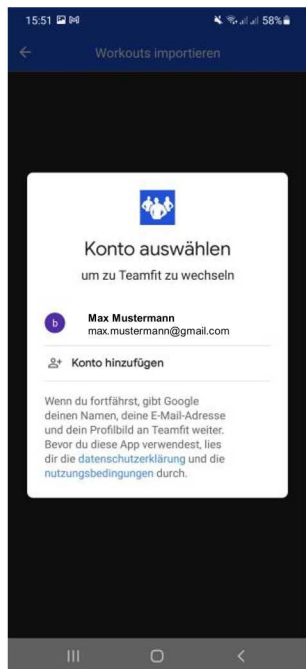 15:51 58%
Workouts importieren
Konto auswählen
um zu Teamfit zu wechseln
b
Max Mustermann
max.mustermann@gmail.com
Konto hinzufügen
Wenn du fortfährst, gibt Google
deinen Namen, deine E-Mail-Adresse
und dein Profilbild an Teamfit weiter.
Bevor du diese App verwendest, lies
dir die datenschutzerklärung und die
nutzungsbedingungen durch.